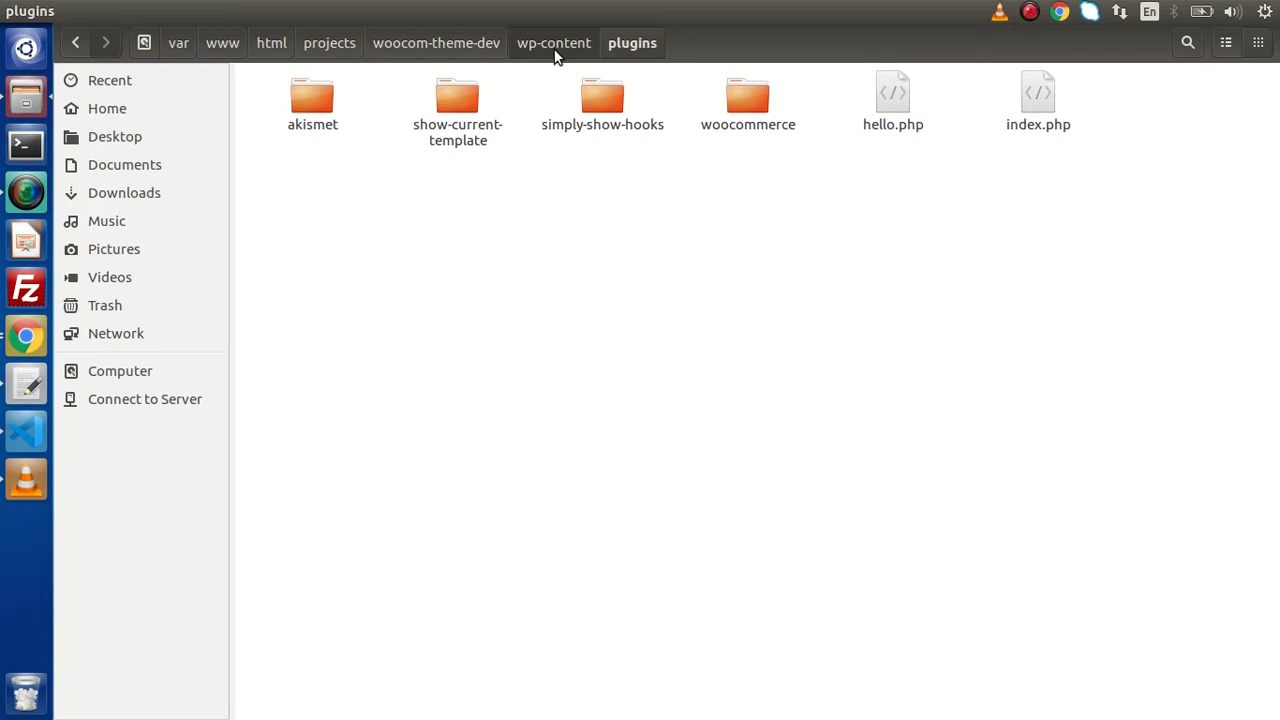 plugins
En
var
www
html
projects
woocom-theme-dev
wp-content
plugins
Recent
Home
Desktop
Documents
Downloads
Music
Pictures
Videos
Trash
Network
Computer
Connect to Server
akismet
show-current-
template
simply-show-hooks
woocommerce
hello.php
index.php
Fz